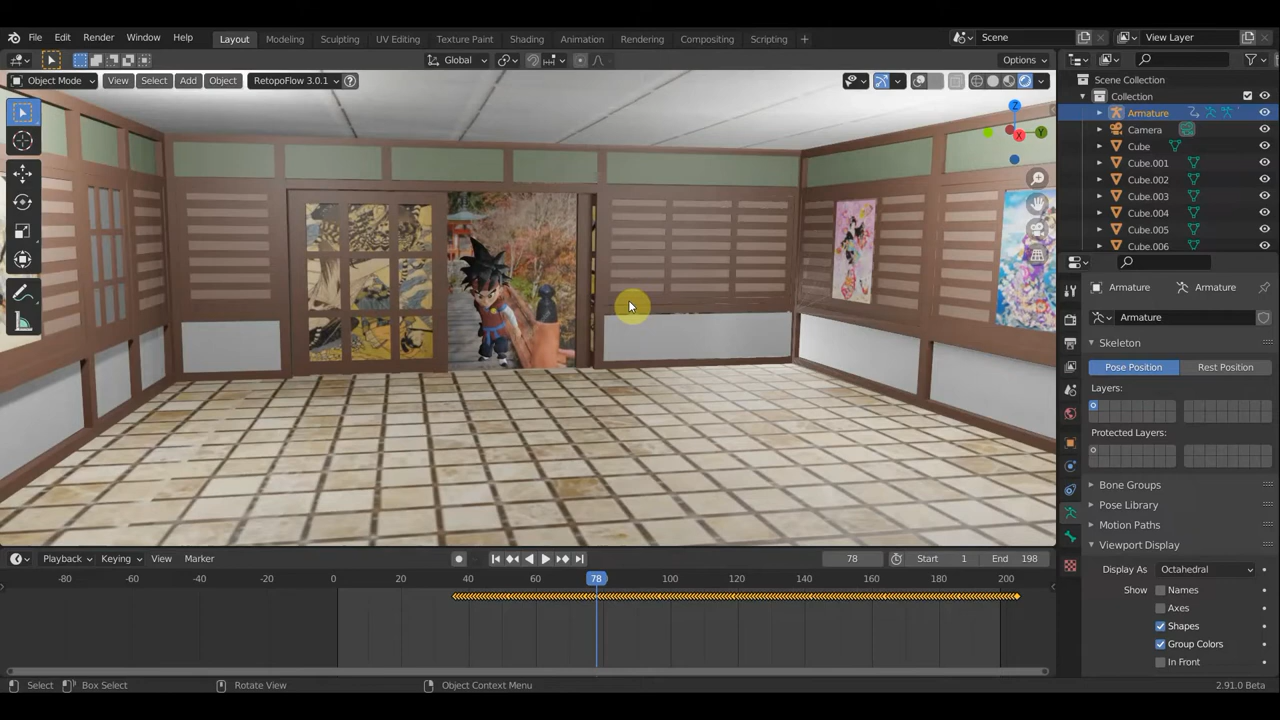 File Edit Render Window Help Layout Modeling Sculpting UV Editing Texture Paint Shading Animation Rendering Compositing Scripting + Scene View Layer
Global Options
Object Mode View Select Add Object RetopoFlow 3.0.1 ?
Scene Collection
Collection
Armature
Camera
Cube
Cube.001
Cube.002
Cube.003
Cube.004
Cube.005
Cube.006
Z
X
Y
Armature Armature
Armature
Skeleton
Pose Position Rest Position
Layers:
Protected Layers:
Bone Groups
Pose Library
Motion Paths
Viewport Display
Display As Octahedral
Show Names
Axes
Shapes
Group Colors
In Front
Playback Keying View Marker 78 Start 1 End 198
-80 -60 -40 -20 0 20 40 60 78 100 120 140 160 180 200
Select Box Select Rotate View Object Context Menu 2.91.0 Beta